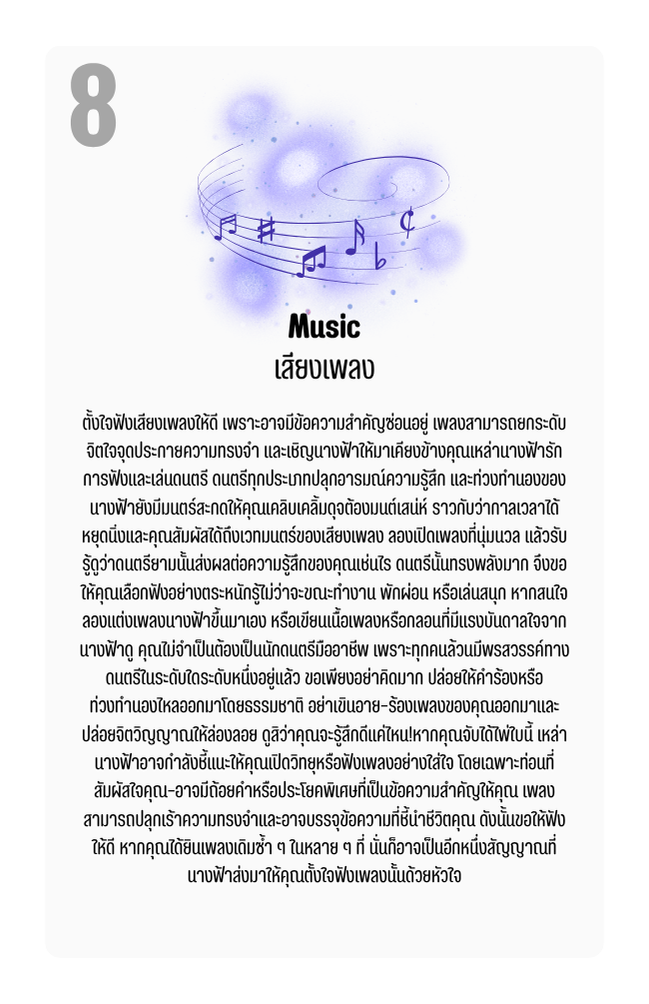 8
Music
เสียงเพลง
ตั้งใจฟังเสียงเพลงให้ดี เพราะอาจมีข้อความสำคัญซ่อนอยู่ เพลงสามารถยกระดับ
จิตใจจุดประกายความทรงจำ และเชิญนางฟ้าให้มาเคียงข้างคุณเหล่านางฟ้ารัก
การฟังและเล่นดนตรี ดนตรีทุกประเภทปลุกอารมณ์ความรู้สึก และท่วงทำนองของ
นางฟ้ายังมีมนตร์สะกดให้คุณเคลิบเคลิ้มดุจต้องมนต์เสน่ห์ ราวกับว่ากาลเวลาได้
หยุดนิ่งและคุณสัมผัสได้ถึงเวทมนตร์ของเสียงเพลง ลองเปิดเพลงที่นุ่มนวล แล้วรับ
รู้ดูว่าดนตรียามนั้นส่งผลต่อความรู้สึกของคุณเช่นไร ดนตรีนั้นทรงพลังมาก จึงขอ
ให้คุณเลือกฟังอย่างตระหนักรู้ไม่ว่าจะขณะทำงาน พักผ่อน หรือเล่นสนุก หากสนใจ
ลองแต่งเพลงนางฟ้าขึ้นมาเอง หรือเขียนเนื้อเพลงหรือกลอนที่มีแรงบันดาลใจจาก
นางฟ้าดู คุณไม่จำเป็นต้องเป็นนักดนตรีมืออาชีพ เพราะทุกคนล้วนมีพรสวรรค์ทาง
ดนตรีในระดับใดระดับหนึ่งอยู่แล้ว ขอเพียงอย่าคิดมาก ปล่อยให้คำร้องหรือ
ท่วงทำนองไหลออกมาโดยธรรมชาติ อย่าเขินอาย-ร้องเพลงของคุณออกมาและ
ปล่อยจิตวิญญาณให้ล่องลอย ดูสิว่าคุณจะรู้สึกดีแค่ไหน!หากคุณจับได้ไพ่ใบนี้ เหล่า
นางฟ้าอาจกำลังชี้แนะให้คุณเปิดวิทยุหรือฟังเพลงอย่างใส่ใจ โดยเฉพาะท่อนที่
สัมผัสใจคุณ-อาจมีถ้อยคำหรือประโยคพิเศษที่เป็นข้อความสำคัญให้คุณ เพลง
สามารถปลุกเร้าความทรงจำและอาจบรรจุข้อความที่ชี้นำชีวิตคุณ ดังนั้นขอให้ฟัง
ให้ดี หากคุณได้ยินเพลงเดิมซ้ำ ๆ ในหลาย ๆ ที่ นั่นก็อาจเป็นอีกหนึ่งสัญญาณที่
นางฟ้าส่งมาให้คุณตั้งใจฟังเพลงนั้นด้วยหัวใจ